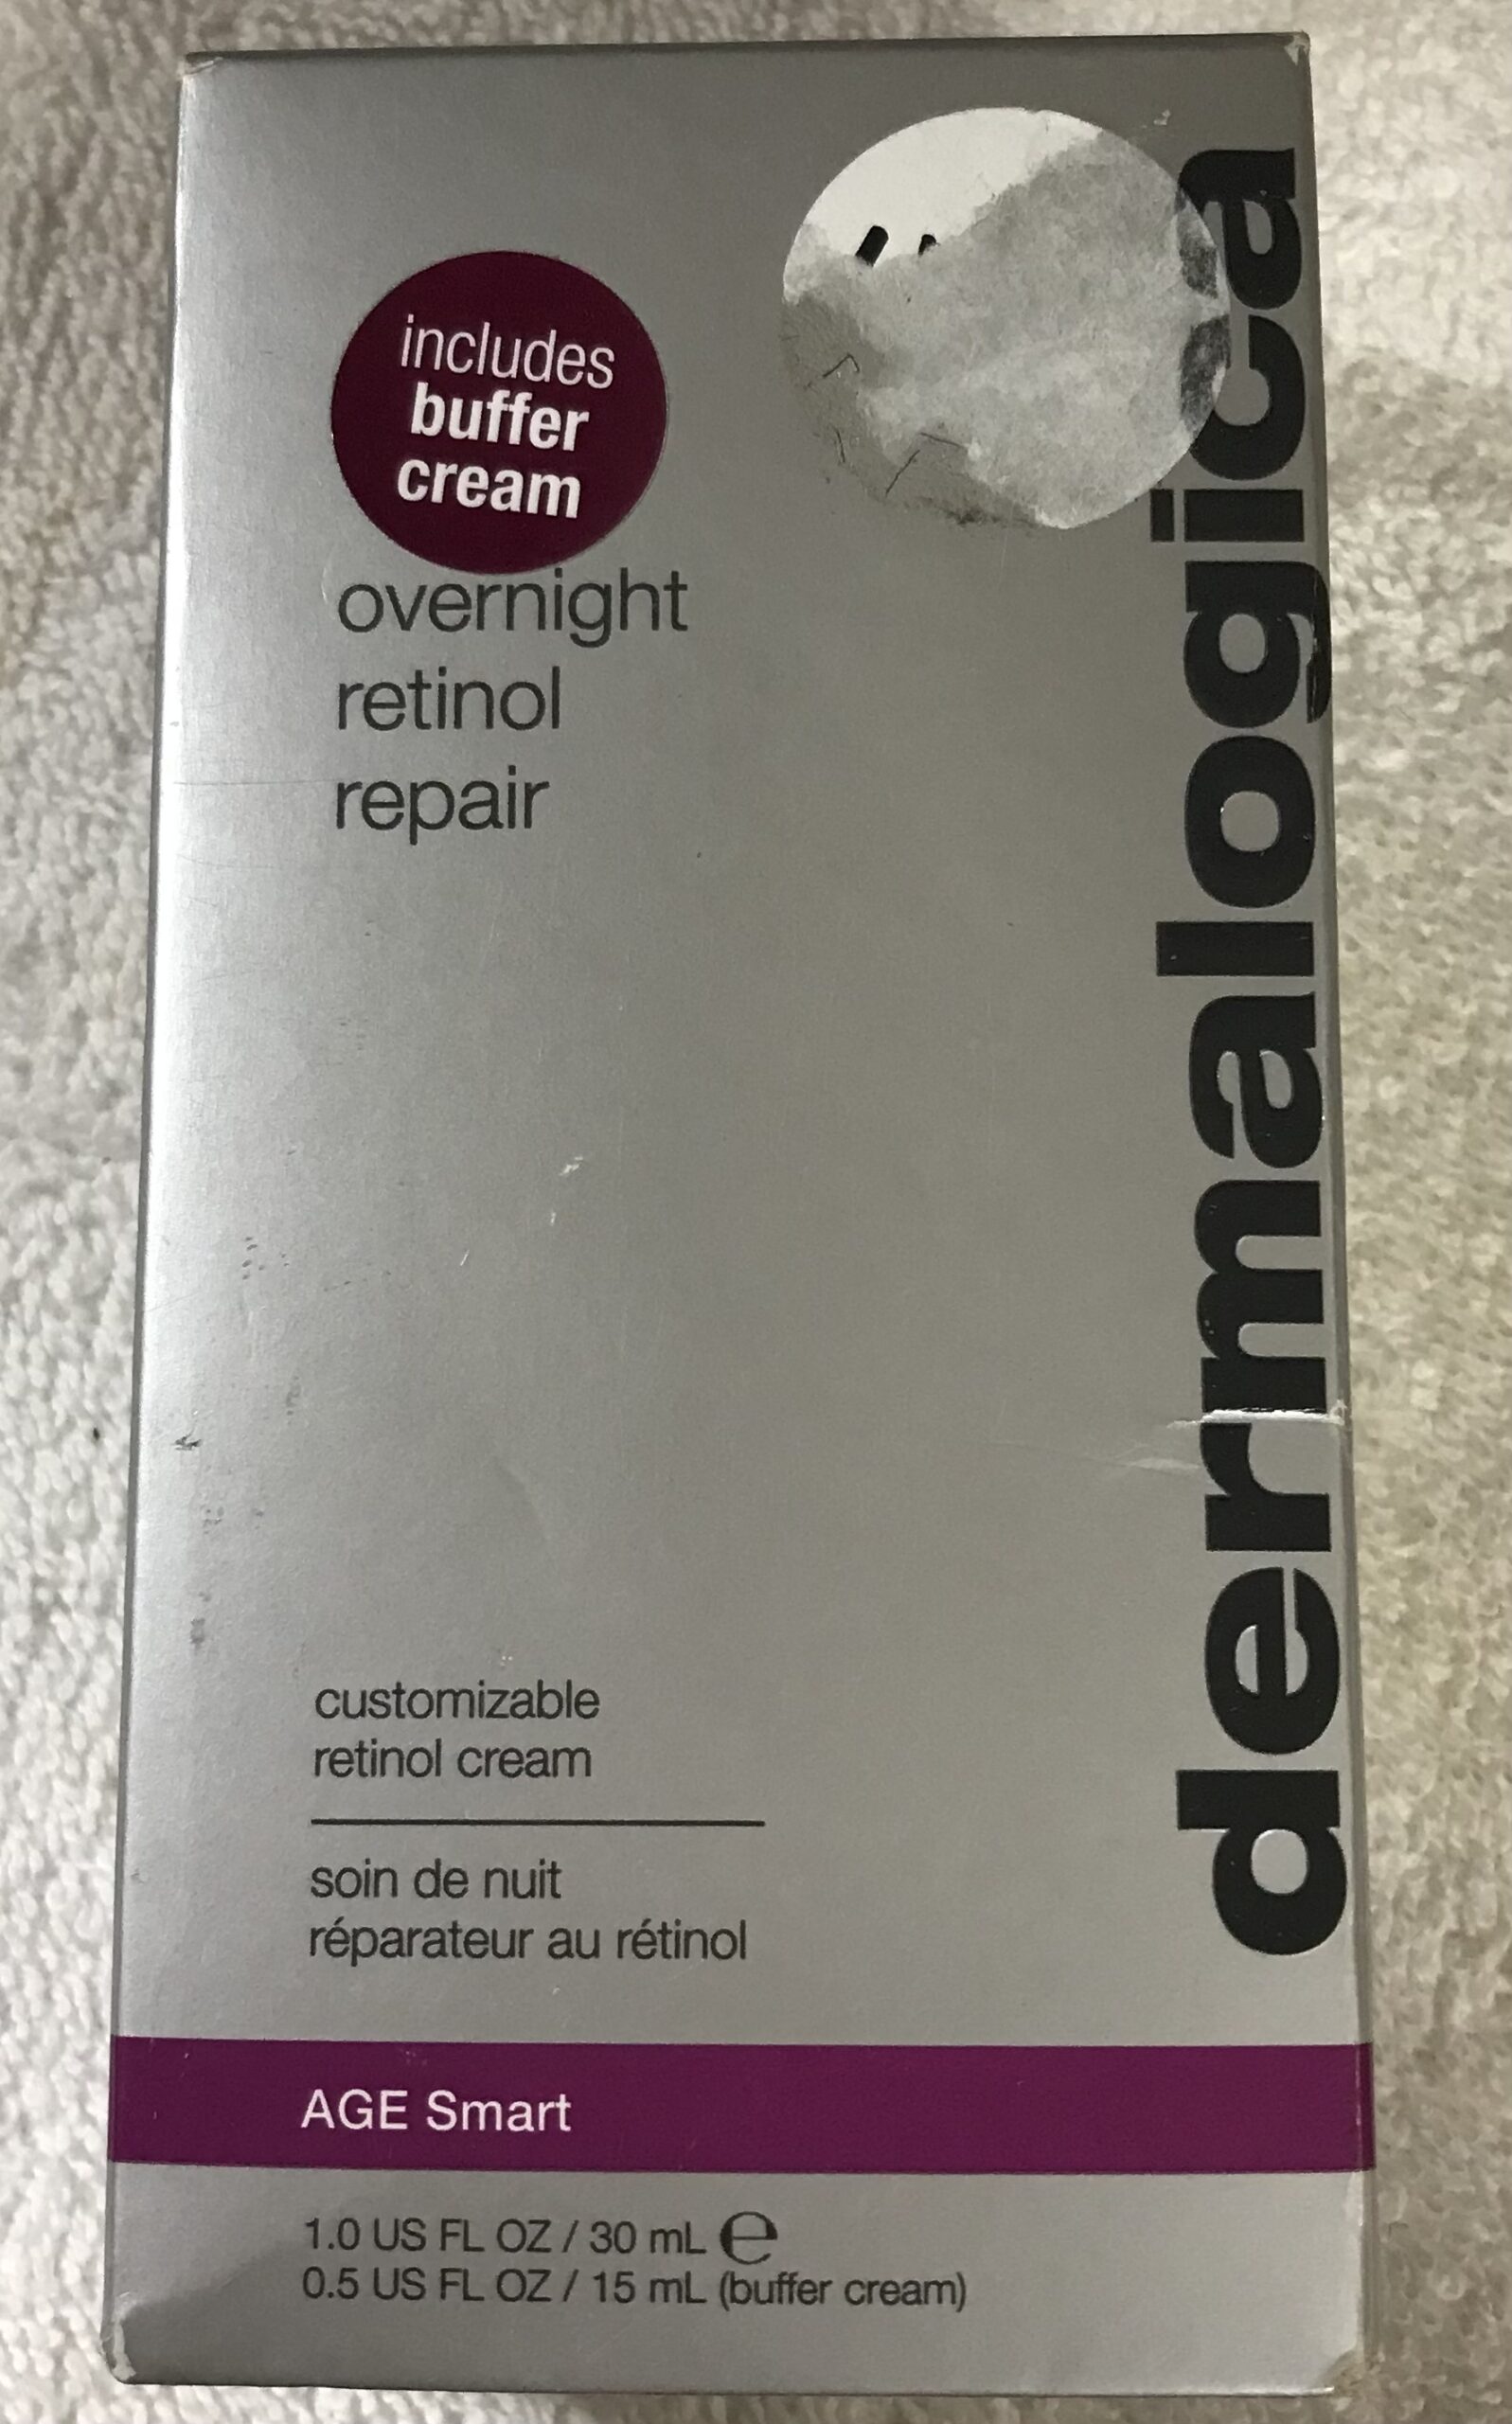 includes
buffer
cream
overnight
retinol
repair
dermalogica
customizable
retinol cream
soin de nuit
réparateur au rétinol
AGE Smart
1.0 US FL OZ / 30 mL ℮
0.5 US FL OZ / 15 mL (buffer cream)